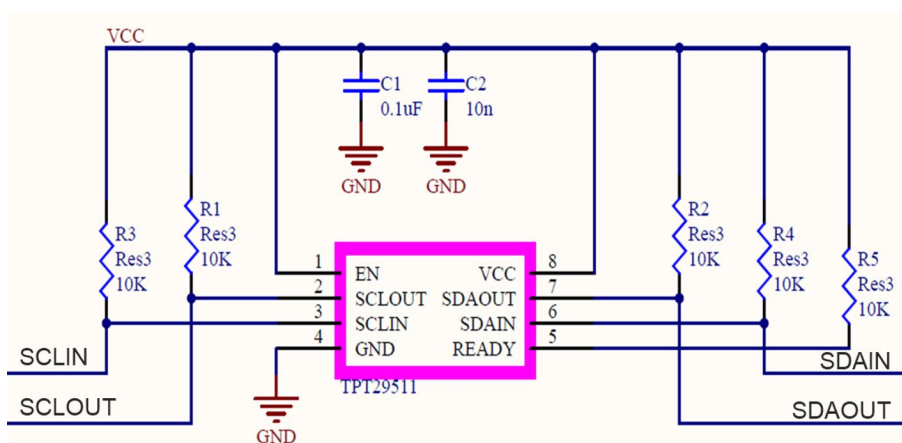 VCC
C1
0.1uF
GND
C2
10n
GND
R3
Res3
10K
R1
Res3
10K
R2
Res3
10K
R4
Res3
10K
R5
Res3
10K
1 EN VCC 8
2 SCLOUT SDAOUT 7
3 SCLIN SDAIN 6
4 GND READY 5
TPT29511
GND
SCLIN
SCLOUT
SDAIN
SDAOUT